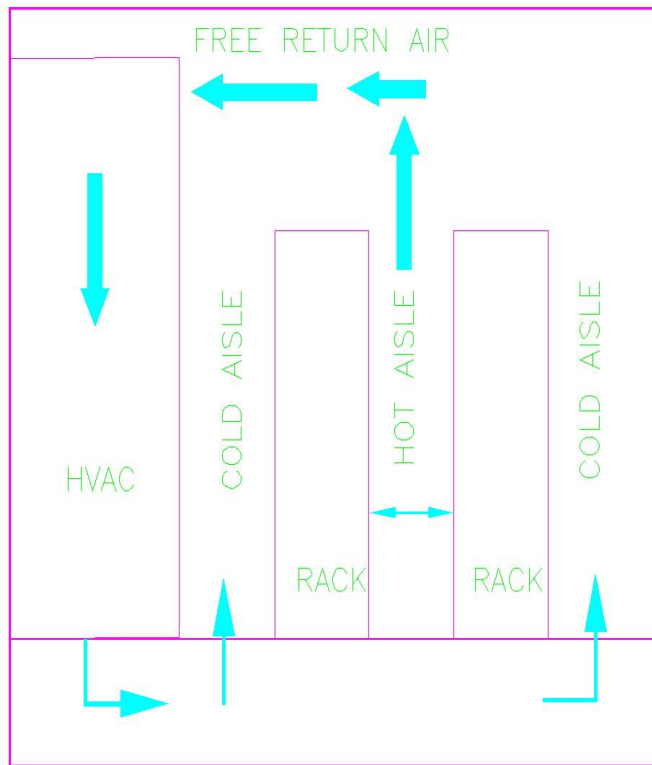 FREE RETURN AIR
HVAC
COLD AISLE
RACK
HOT AISLE
RACK
COLD AISLE